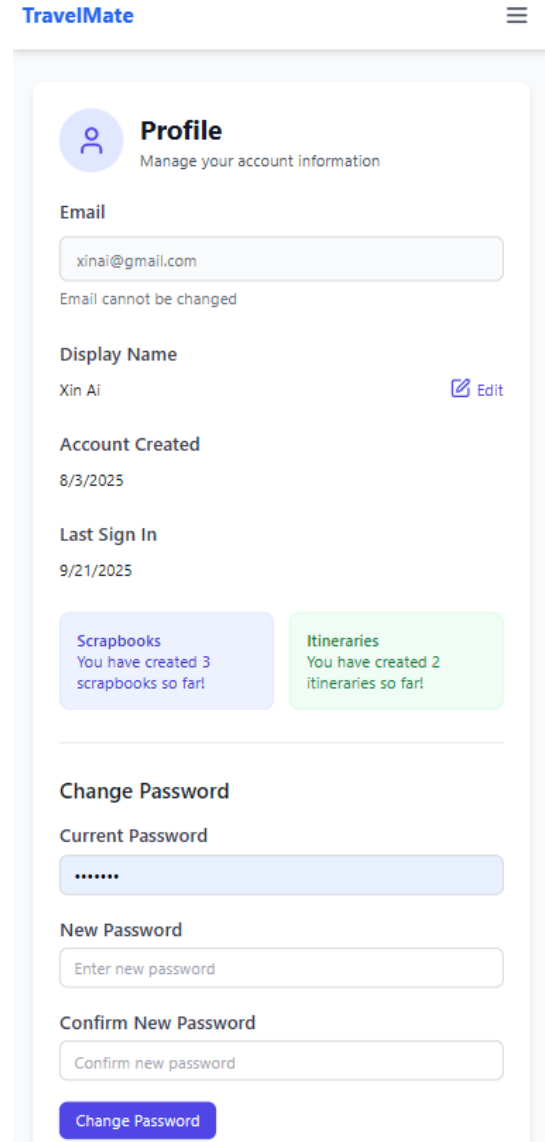 TravelMate
Profile
Manage your account information
Email
xinai@gmail.com
Email cannot be changed
Display Name
Xin Ai
Edit
Account Created
8/3/2025
Last Sign In
9/21/2025
Scrapbooks
You have created 3
scrapbooks so far!
Itineraries
You have created 2
itineraries so far!
Change Password
Current Password
•••••••
New Password
Enter new password
Confirm New Password
Confirm new password
Change Password